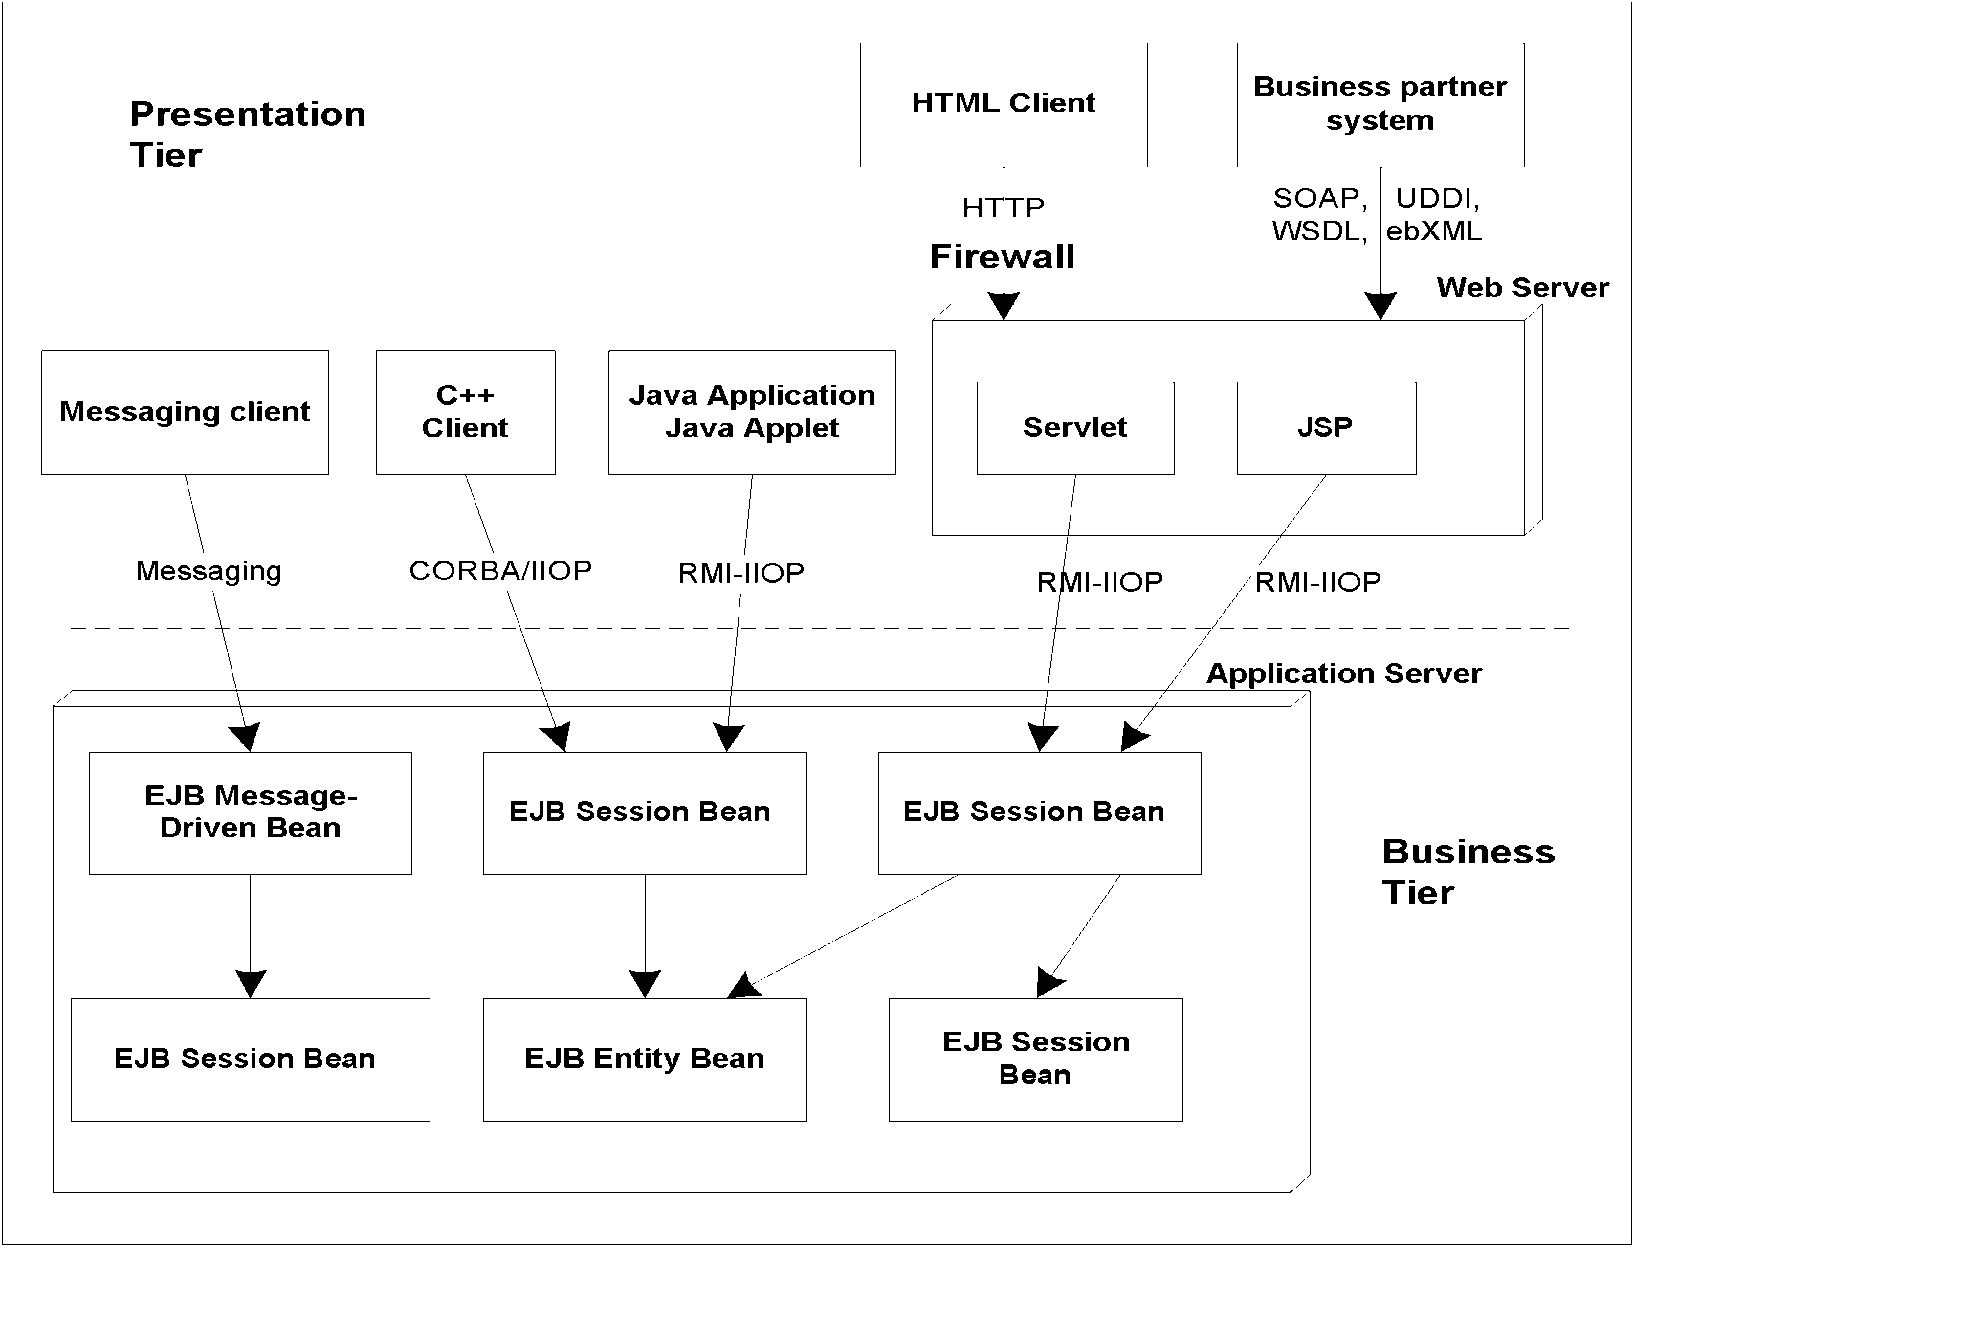 Presentation
Tier
HTML Client
Business partner
system
HTTP
SOAP, UDDI,
WSDL, ebXML
Firewall
Web Server
Messaging client
C++
Client
Java Application
Java Applet
Servlet
JSP
Messaging
CORBA/IIOP
RMI-IIOP
RMI-IIOP
RMI-IIOP
Application Server
EJB Message-
Driven Bean
EJB Session Bean
EJB Session Bean
Business
Tier
EJB Session Bean
EJB Entity Bean
EJB Session
Bean